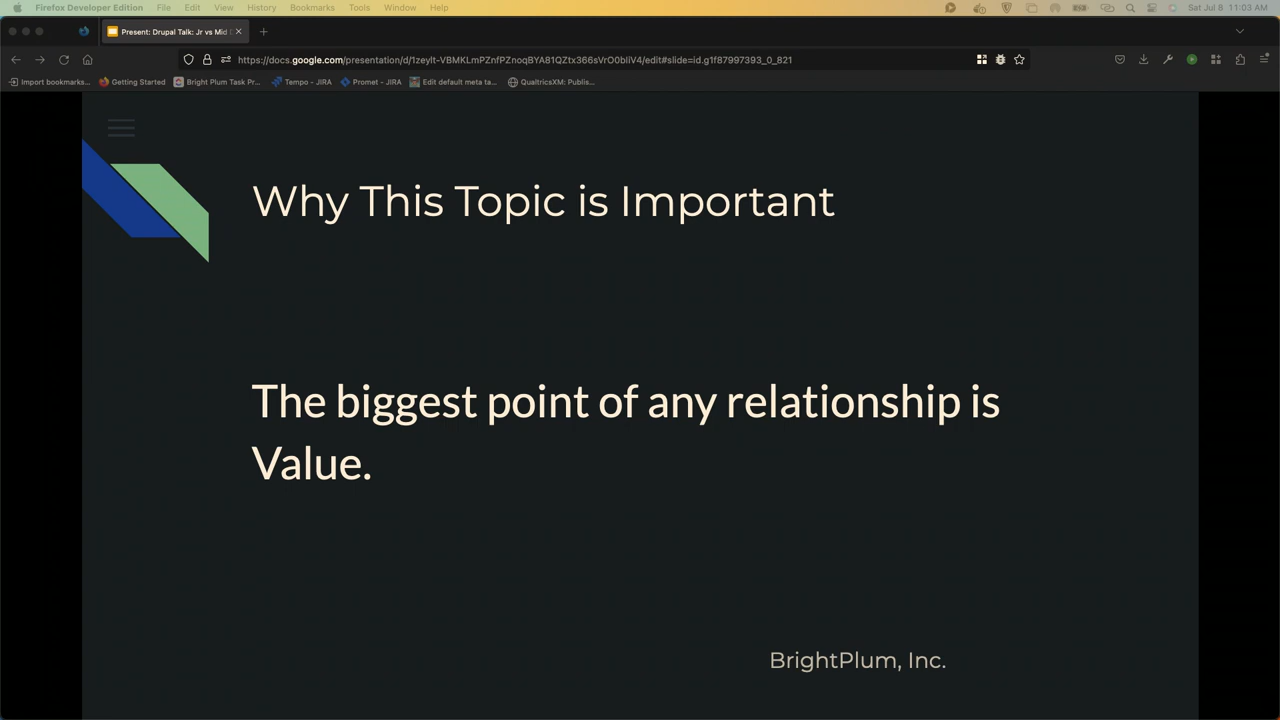 Firefox Developer Edition File Edit View History Bookmarks Tools Window Help Sat Jul 8 11:03 AM
Present: Drupal Talk: Jr vs Mid
https://docs.google.com/presentation/d/1zeylt-VBMKLmPZnfPZnoqBYA81QZtx366sVrO0bliV4/edit#slide=id.g1f87997393_0_821
Import bookmarks... Getting Started Bright Plum Task Pr... Tempo - JIRA Promet - JIRA Edit default meta ta... QualtricsXM: Publis...
Why This Topic is Important
The biggest point of any relationship is
Value.
BrightPlum, Inc.